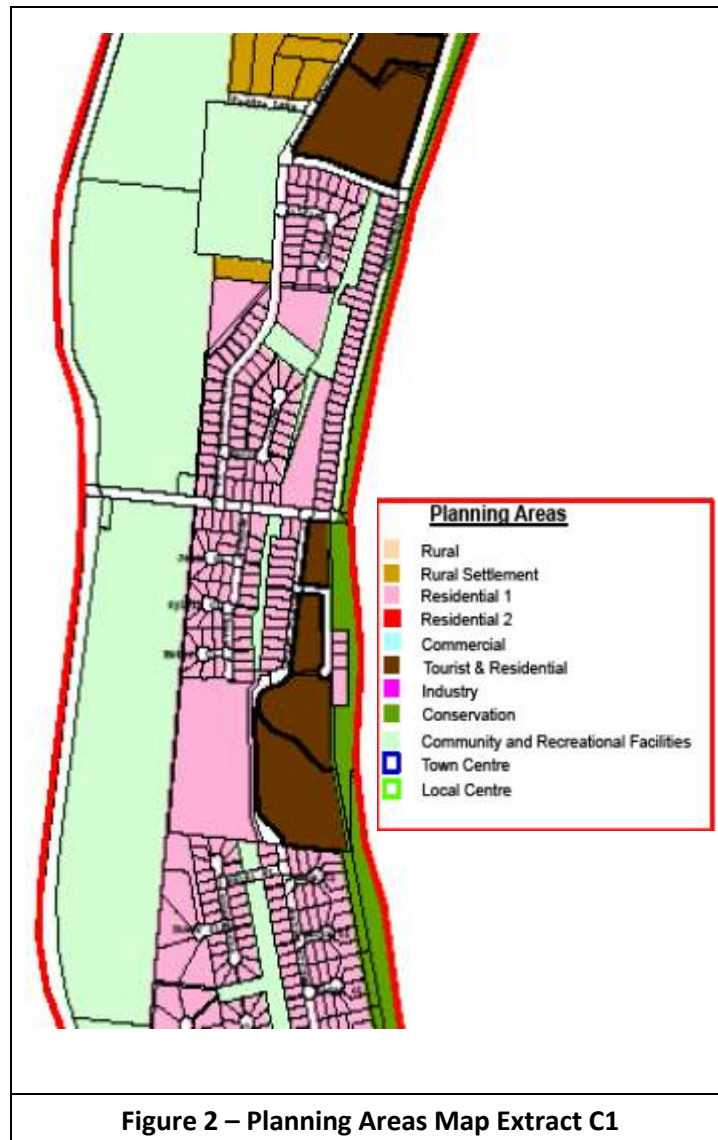 Planning Areas
Rural
Rural Settlement
Residential 1
Residential 2
Commercial
Tourist & Residential
Industry
Conservation
Community and Recreational Facilities
Town Centre
Local Centre
Figure 2 – Planning Areas Map Extract C1